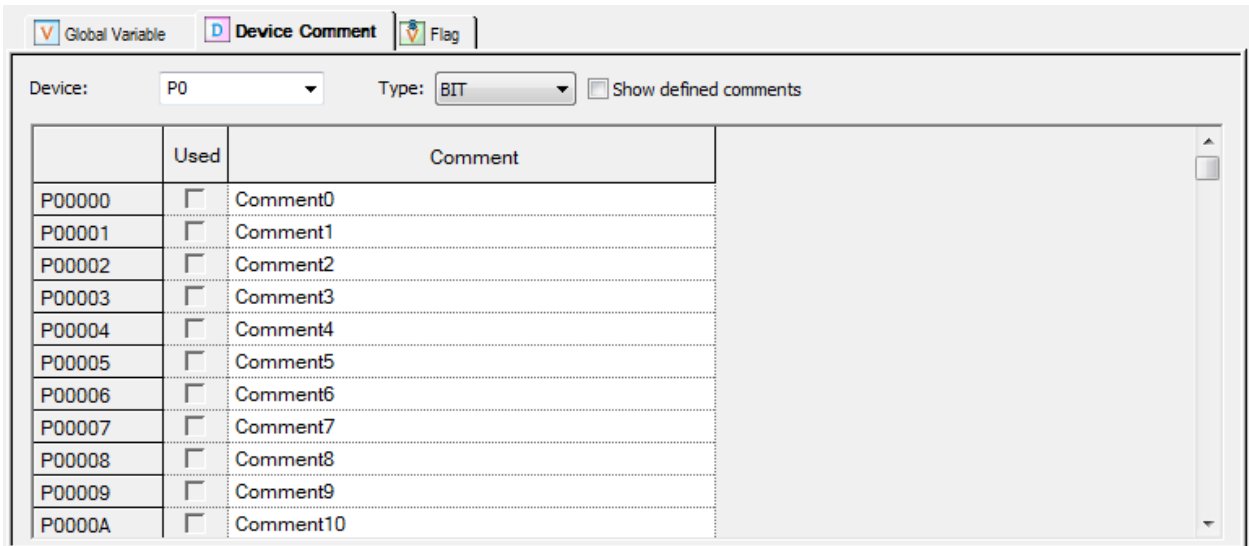 V Global Variable D Device Comment V Flag
Device: P0 Type: BIT Show defined comments
Used Comment
P00000 Comment0
P00001 Comment1
P00002 Comment2
P00003 Comment3
P00004 Comment4
P00005 Comment5
P00006 Comment6
P00007 Comment7
P00008 Comment8
P00009 Comment9
P0000A Comment10